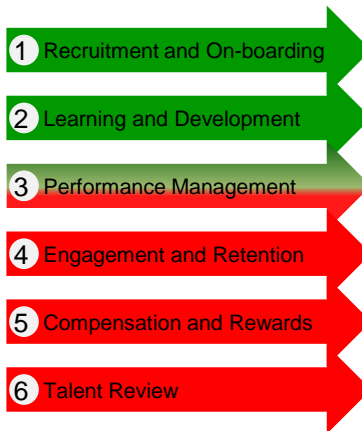 1 Recruitment and On-boarding
2 Learning and Development
3 Performance Management
4 Engagement and Retention
5 Compensation and Rewards
6 Talent Review